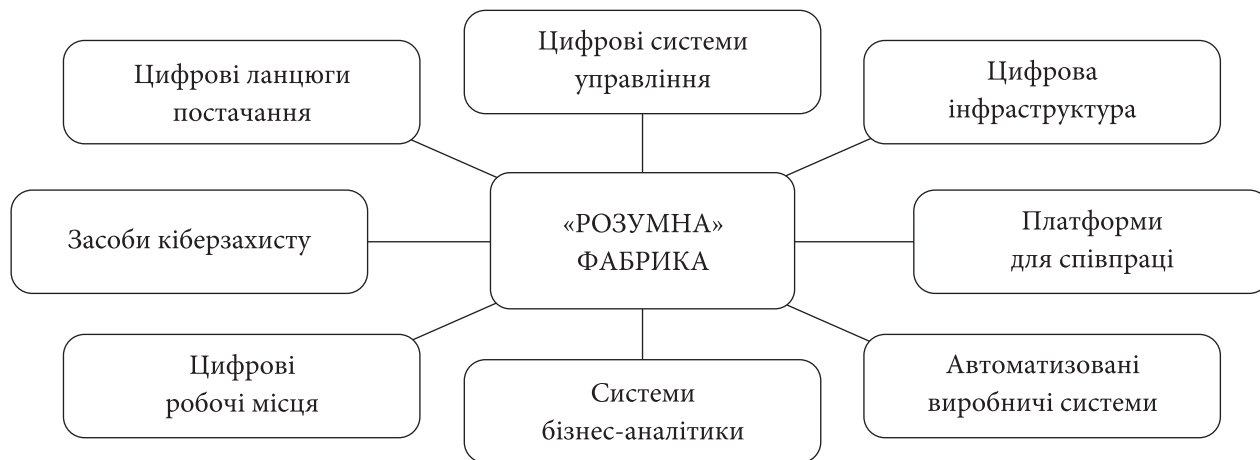 Цифрові системи
управління
Цифрові ланцюги
постачання
Цифрова
інфраструктура
Засоби кіберзахисту
«РОЗУМНА»
ФАБРИКА
Платформи
для співпраці
Цифрові
робочі місця
Системи
бізнес-аналітики
Автоматизовані
виробничі системи